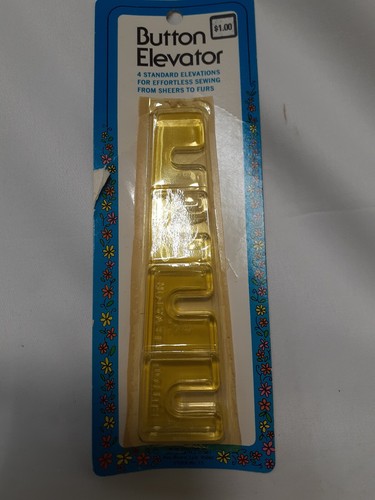 $1.00
Button
Elevator
4 STANDARD ELEVATIONS
FOR EFFORTLESS SEWING
FROM SHEERS TO FURS